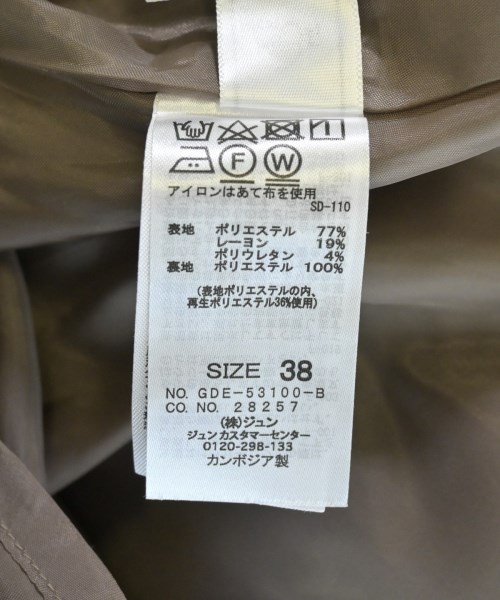 F W
アイロンはあて布を使用
SD-110
表地 ポリエステル 77%
レーヨン 19%
ポリウレタン 4%
裏地 ポリエステル 100%
(表地ポリエステルの内、
再生ポリエステル36%使用)
SIZE 38
NO. GDE-53100-B
CO. NO. 28257
(株)ジュン
ジュン カスタマーセンター
0120-298-133
カンボジア製